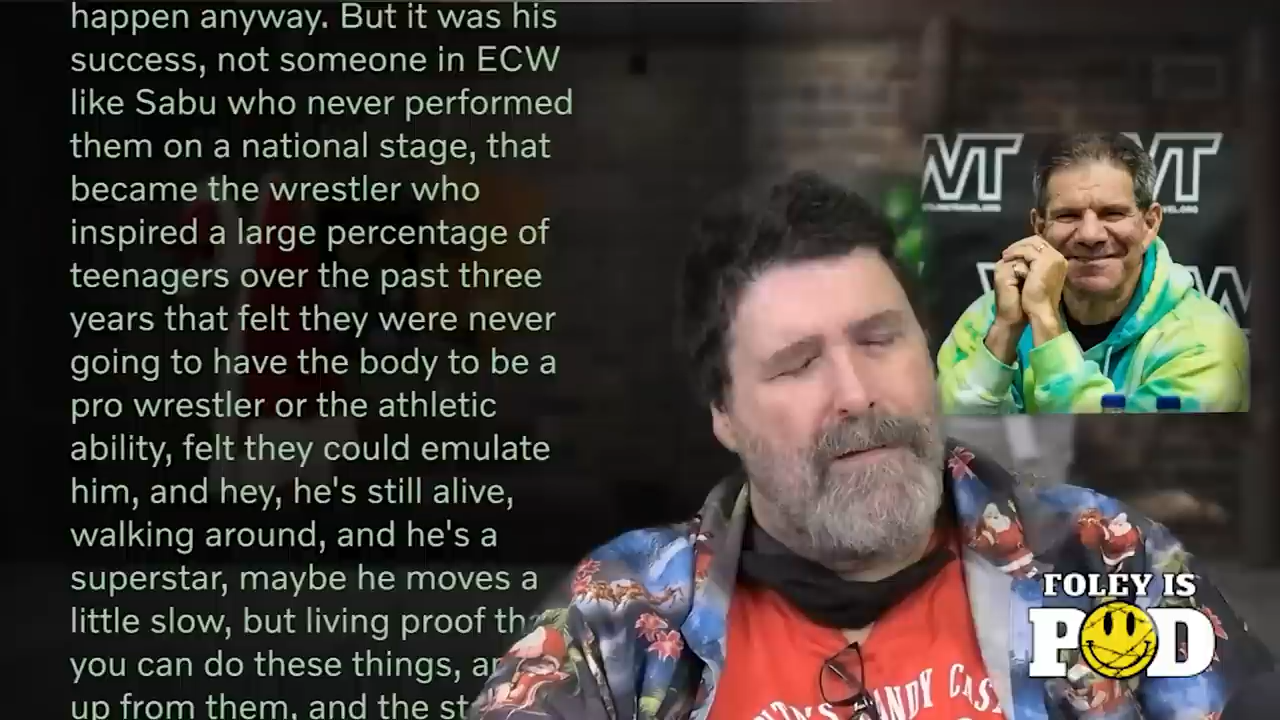 happen anyway. But it was his
success, not someone in ECW
like Sabu who never performed
them on a national stage, that
became the wrestler who
inspired a large percentage of
teenagers over the past three
years that felt they were never
going to have the body to be a
pro wrestler or the athletic
ability, felt they could emulate
him, and hey, he's still alive,
walking around, and he's a
superstar, maybe he moves a
little slow, but living proof
you can do these things,
up from them, and the
FOLEY IS
POD